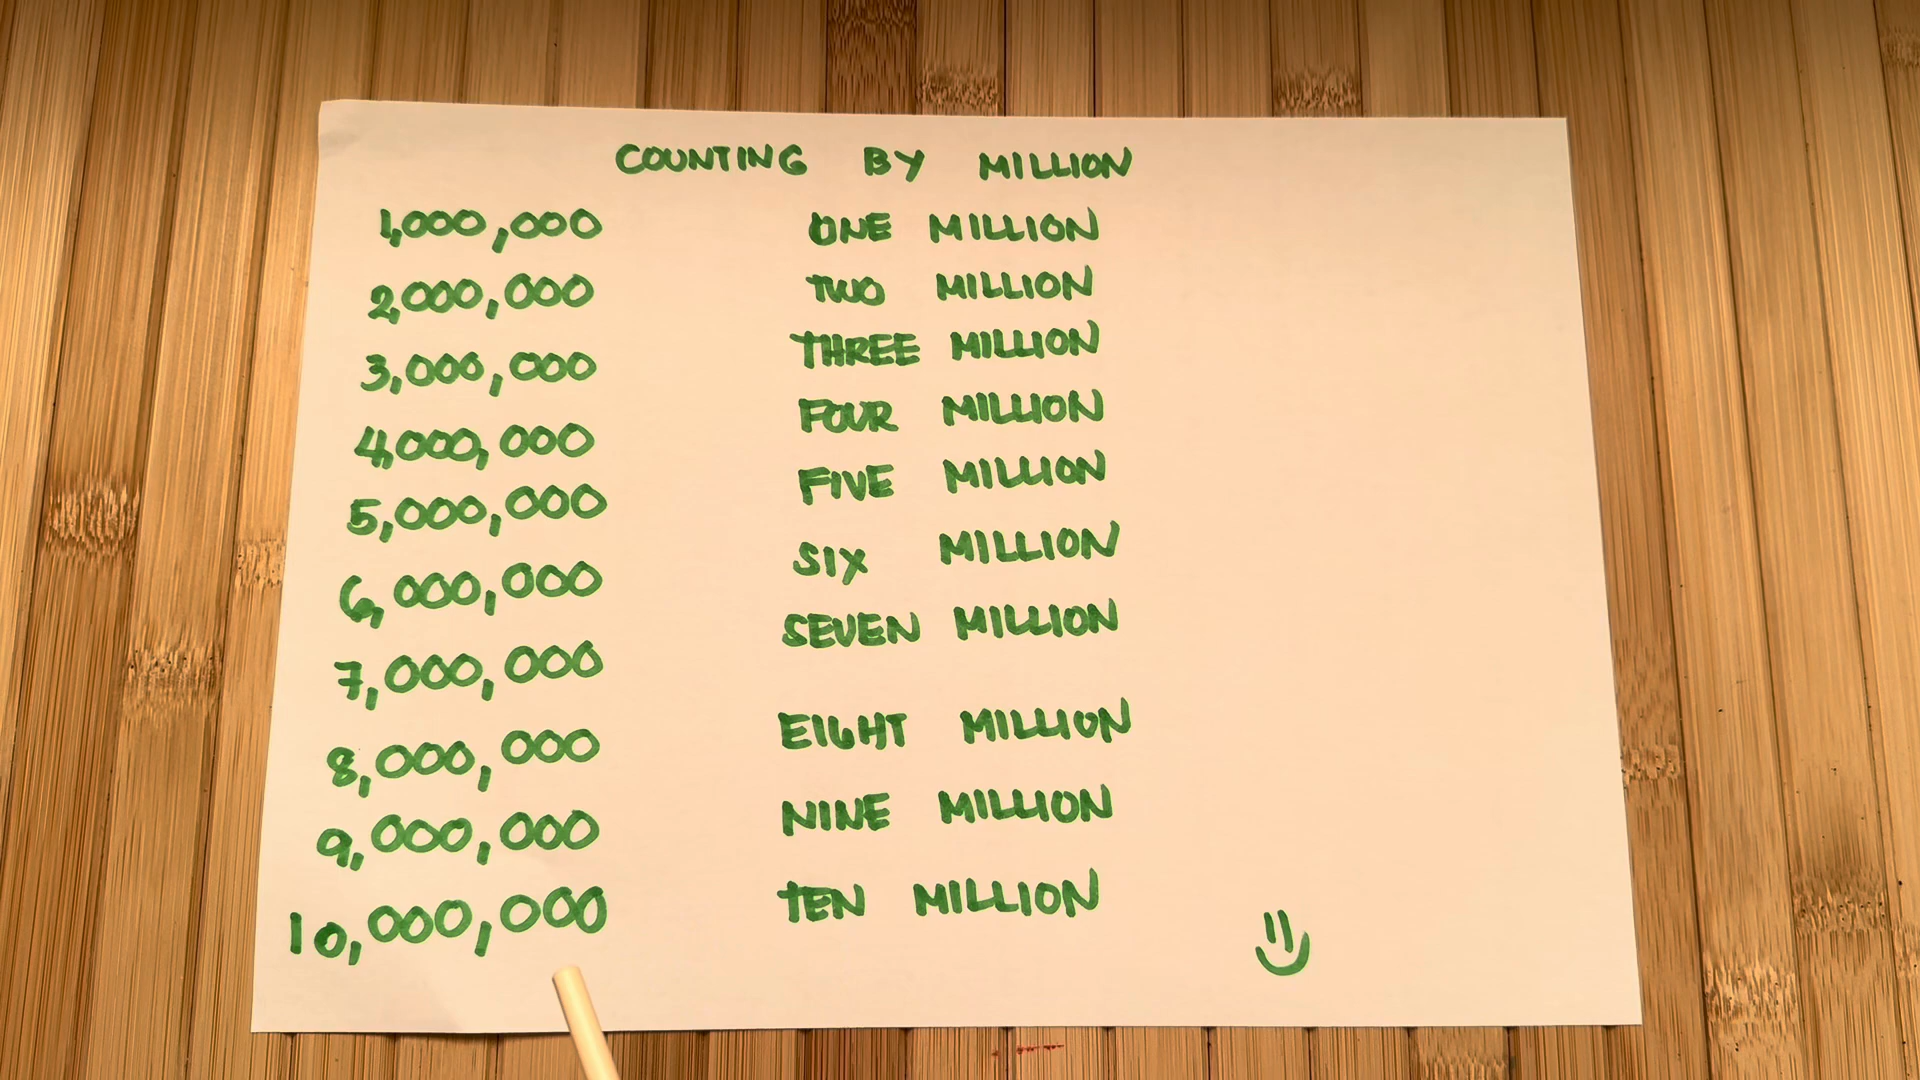 COUNTING BY MILLION
1,000,000 ONE MILLION
2,000,000 TWO MILLION
3,000,000 THREE MILLION
4,000,000 FOUR MILLION
5,000,000 FIVE MILLION
6,000,000 SIX MILLION
7,000,000 SEVEN MILLION
8,000,000 EIGHT MILLION
9,000,000 NINE MILLION
10,000,000 TEN MILLION